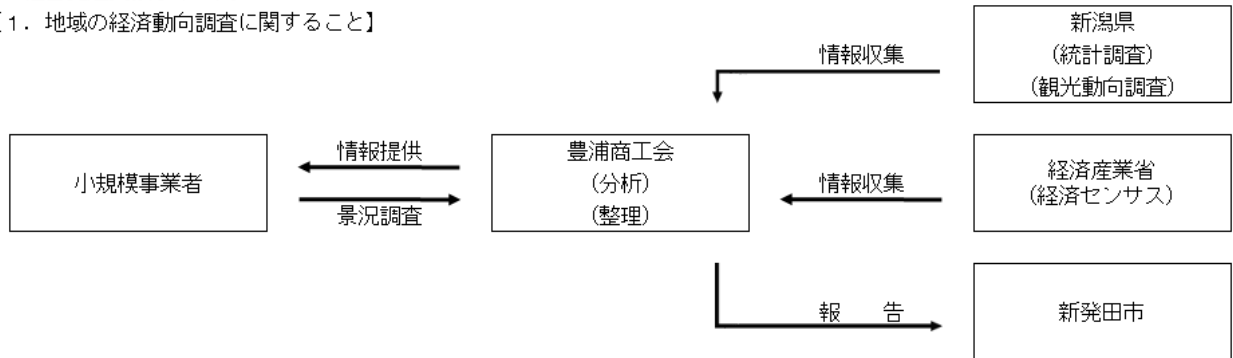 【1．地域の経済動向調査に関すること】
新潟県
(統計調査)
(観光動向調査)
情報収集
小規模事業者
情報提供
景況調査
豊浦商工会
(分析)
(整理)
情報収集
経済産業省
(経済センサス)
報　告
新発田市